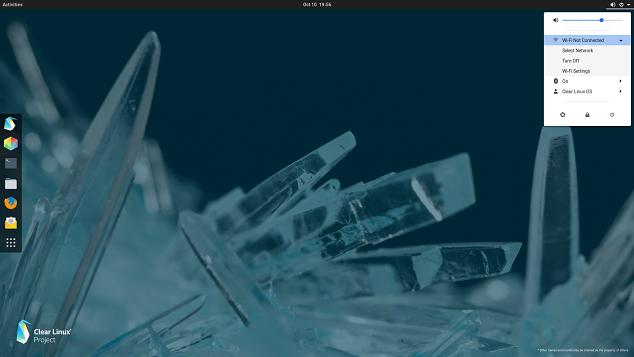 Activities
Oct 10 19:56
Wi-Fi Not Connected
Select Network
Turn Off
Wi-Fi Settings
On
Clear Linux OS
Clear Linux*
Project
* Other names and brands may be claimed as the property of others.